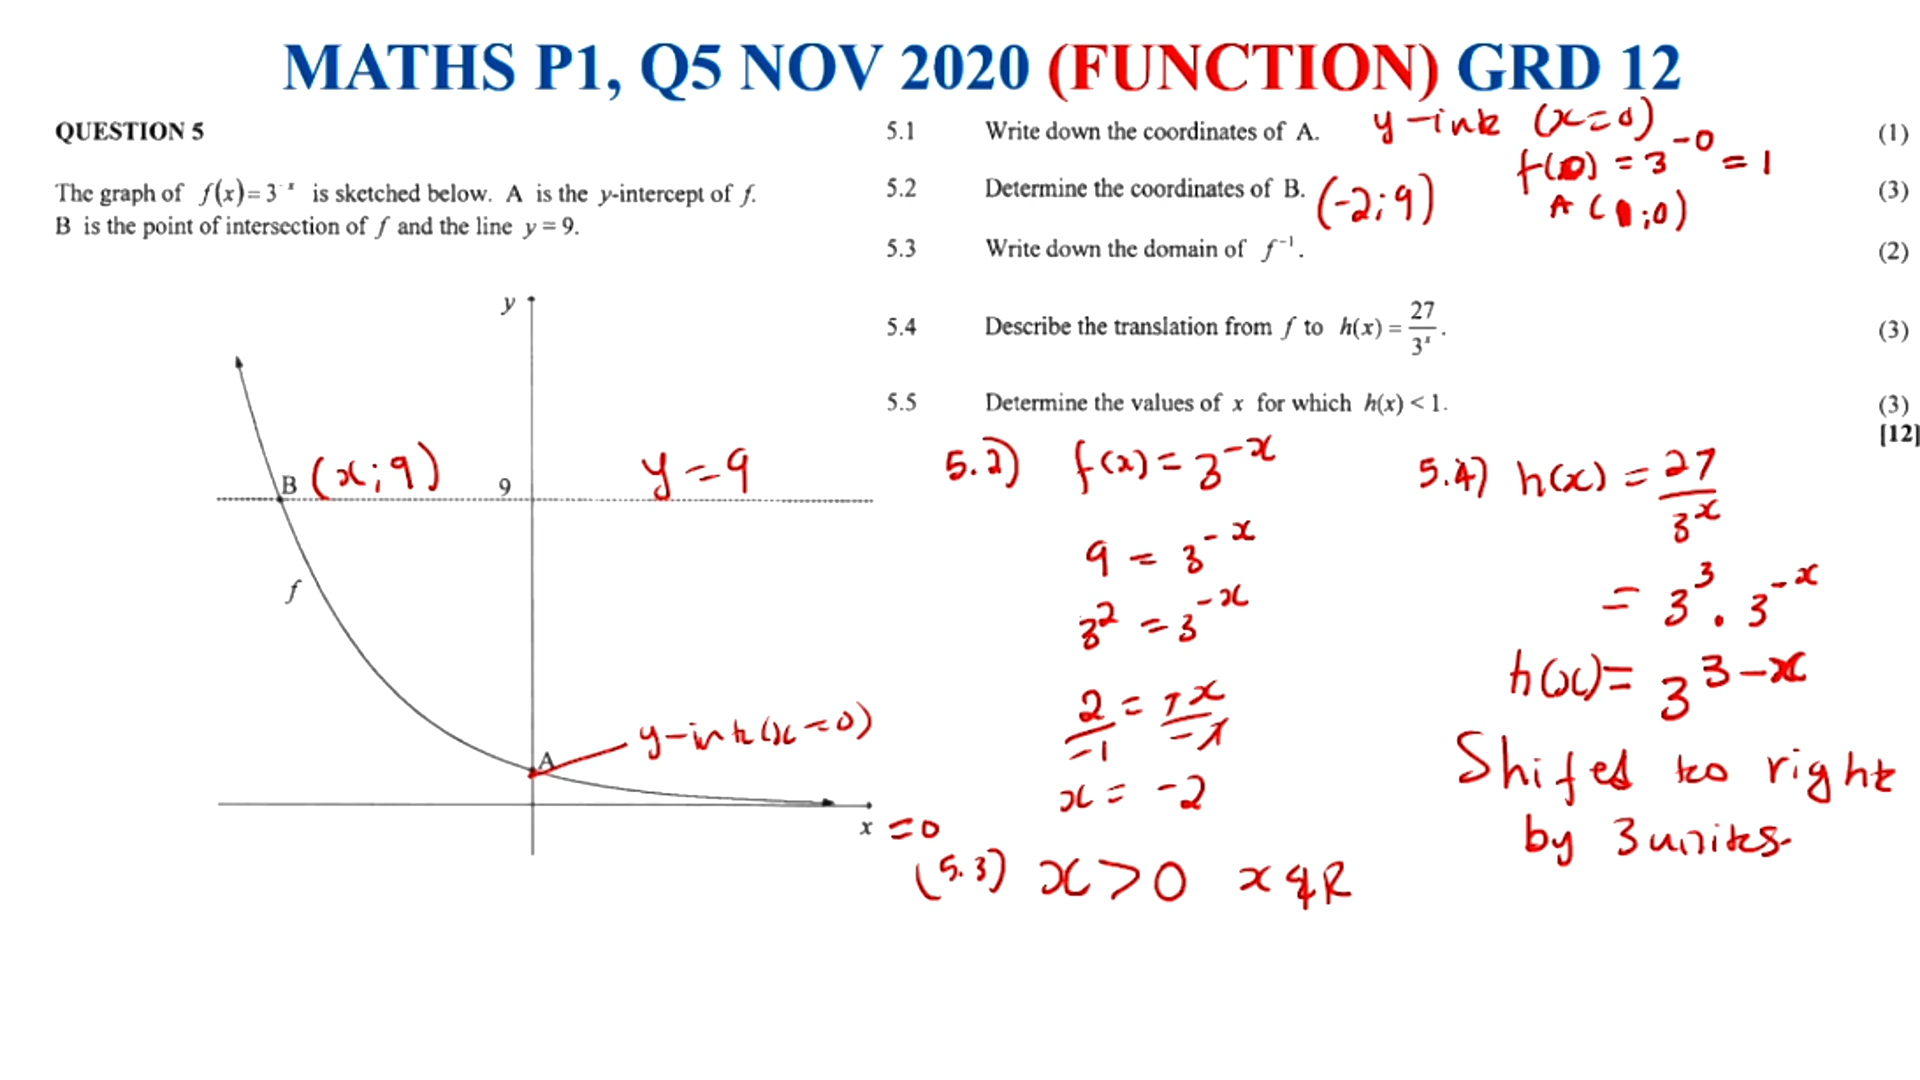 MATHS P1, Q5 NOV 2020 (FUNCTION) GRD 12
QUESTION 5
The graph of f(x) = 3⁻ˣ is sketched below. A is the y-intercept of f.
B is the point of intersection of f and the line y = 9.
y
B (x;9)
9
y = 9
f
A
y-int (x=0)
x = 0
5.1 Write down the coordinates of A. (1)
y-int (x=0)
f(0) = 3⁻⁰ = 1
A ( ;0)
5.2 Determine the coordinates of B. (-2;9) (3)
5.3 Write down the domain of f⁻¹. (2)
5.4 Describe the translation from f to h(x) = 27/3ˣ. (3)
5.5 Determine the values of x for which h(x) < 1. (3)
[12]
5.2) f(x) = 3⁻ˣ
9 = 3⁻ˣ
3² = 3⁻ˣ
2/-1 = -x/-1
x = -2
(5.3) x > 0 x ∈ R
5.4) h(x) = 27/3ˣ
= 3³ . 3⁻ˣ
h(x) = 3³⁻ˣ
Shifed to right
by 3 units.